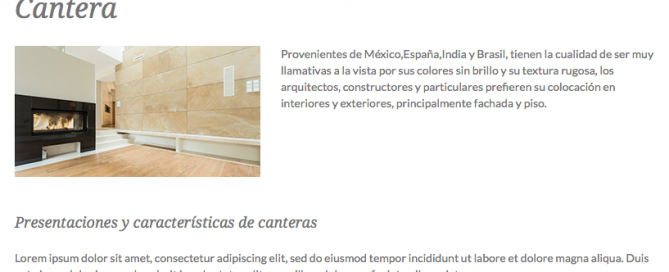 Cantera
Provenientes de México,España,India y Brasil, tienen la cualidad de ser muy
llamativas a la vista por sus colores sin brillo y su textura rugosa, los
arquitectos, constructores y particulares prefieren su colocación en
interiores y exteriores, principalmente fachada y piso.
Presentaciones y características de canteras
Lorem ipsum dolor sit amet, consectetur adipiscing elit, sed do eiusmod tempor incididunt ut labore et dolore magna aliqua. Duis